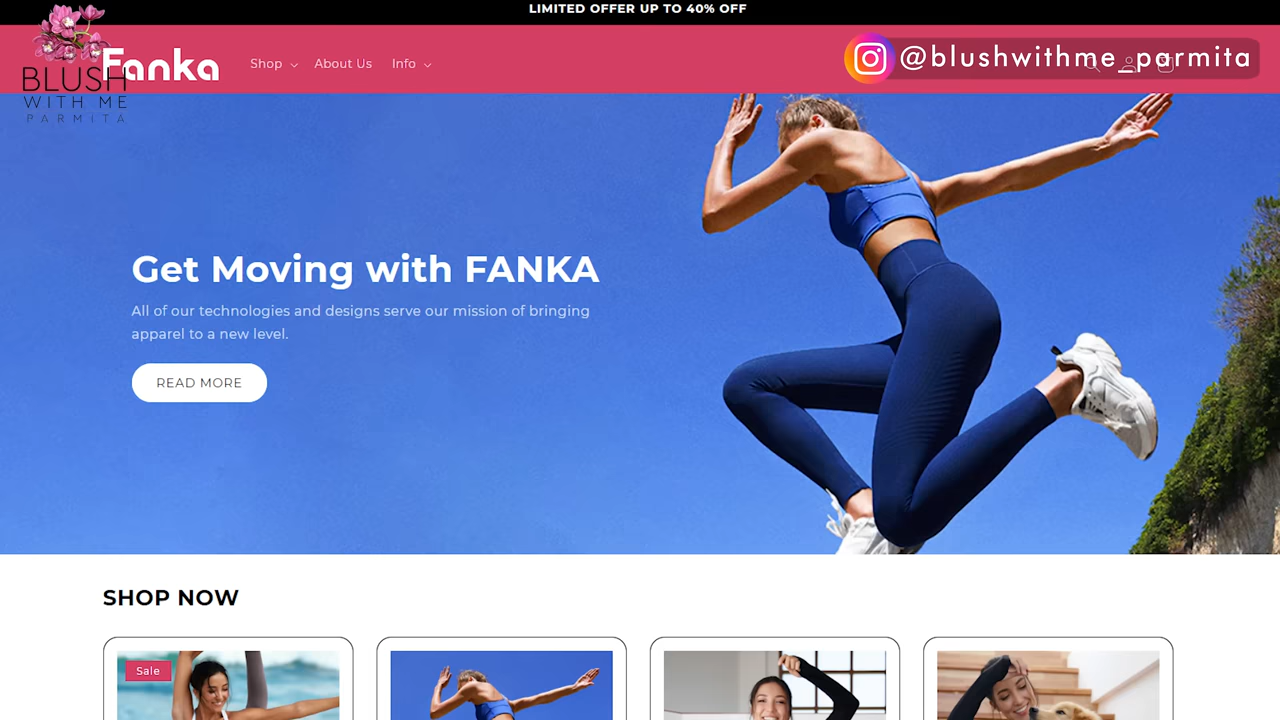 LIMITED OFFER UP TO 40% OFF
Fanka
Shop
About Us
Info
@blushwithme_parmita
BLUSH
WITH ME
PARMITA
Get Moving with FANKA
All of our technologies and designs serve our mission of bringing
apparel to a new level.
READ MORE
SHOP NOW
Sale